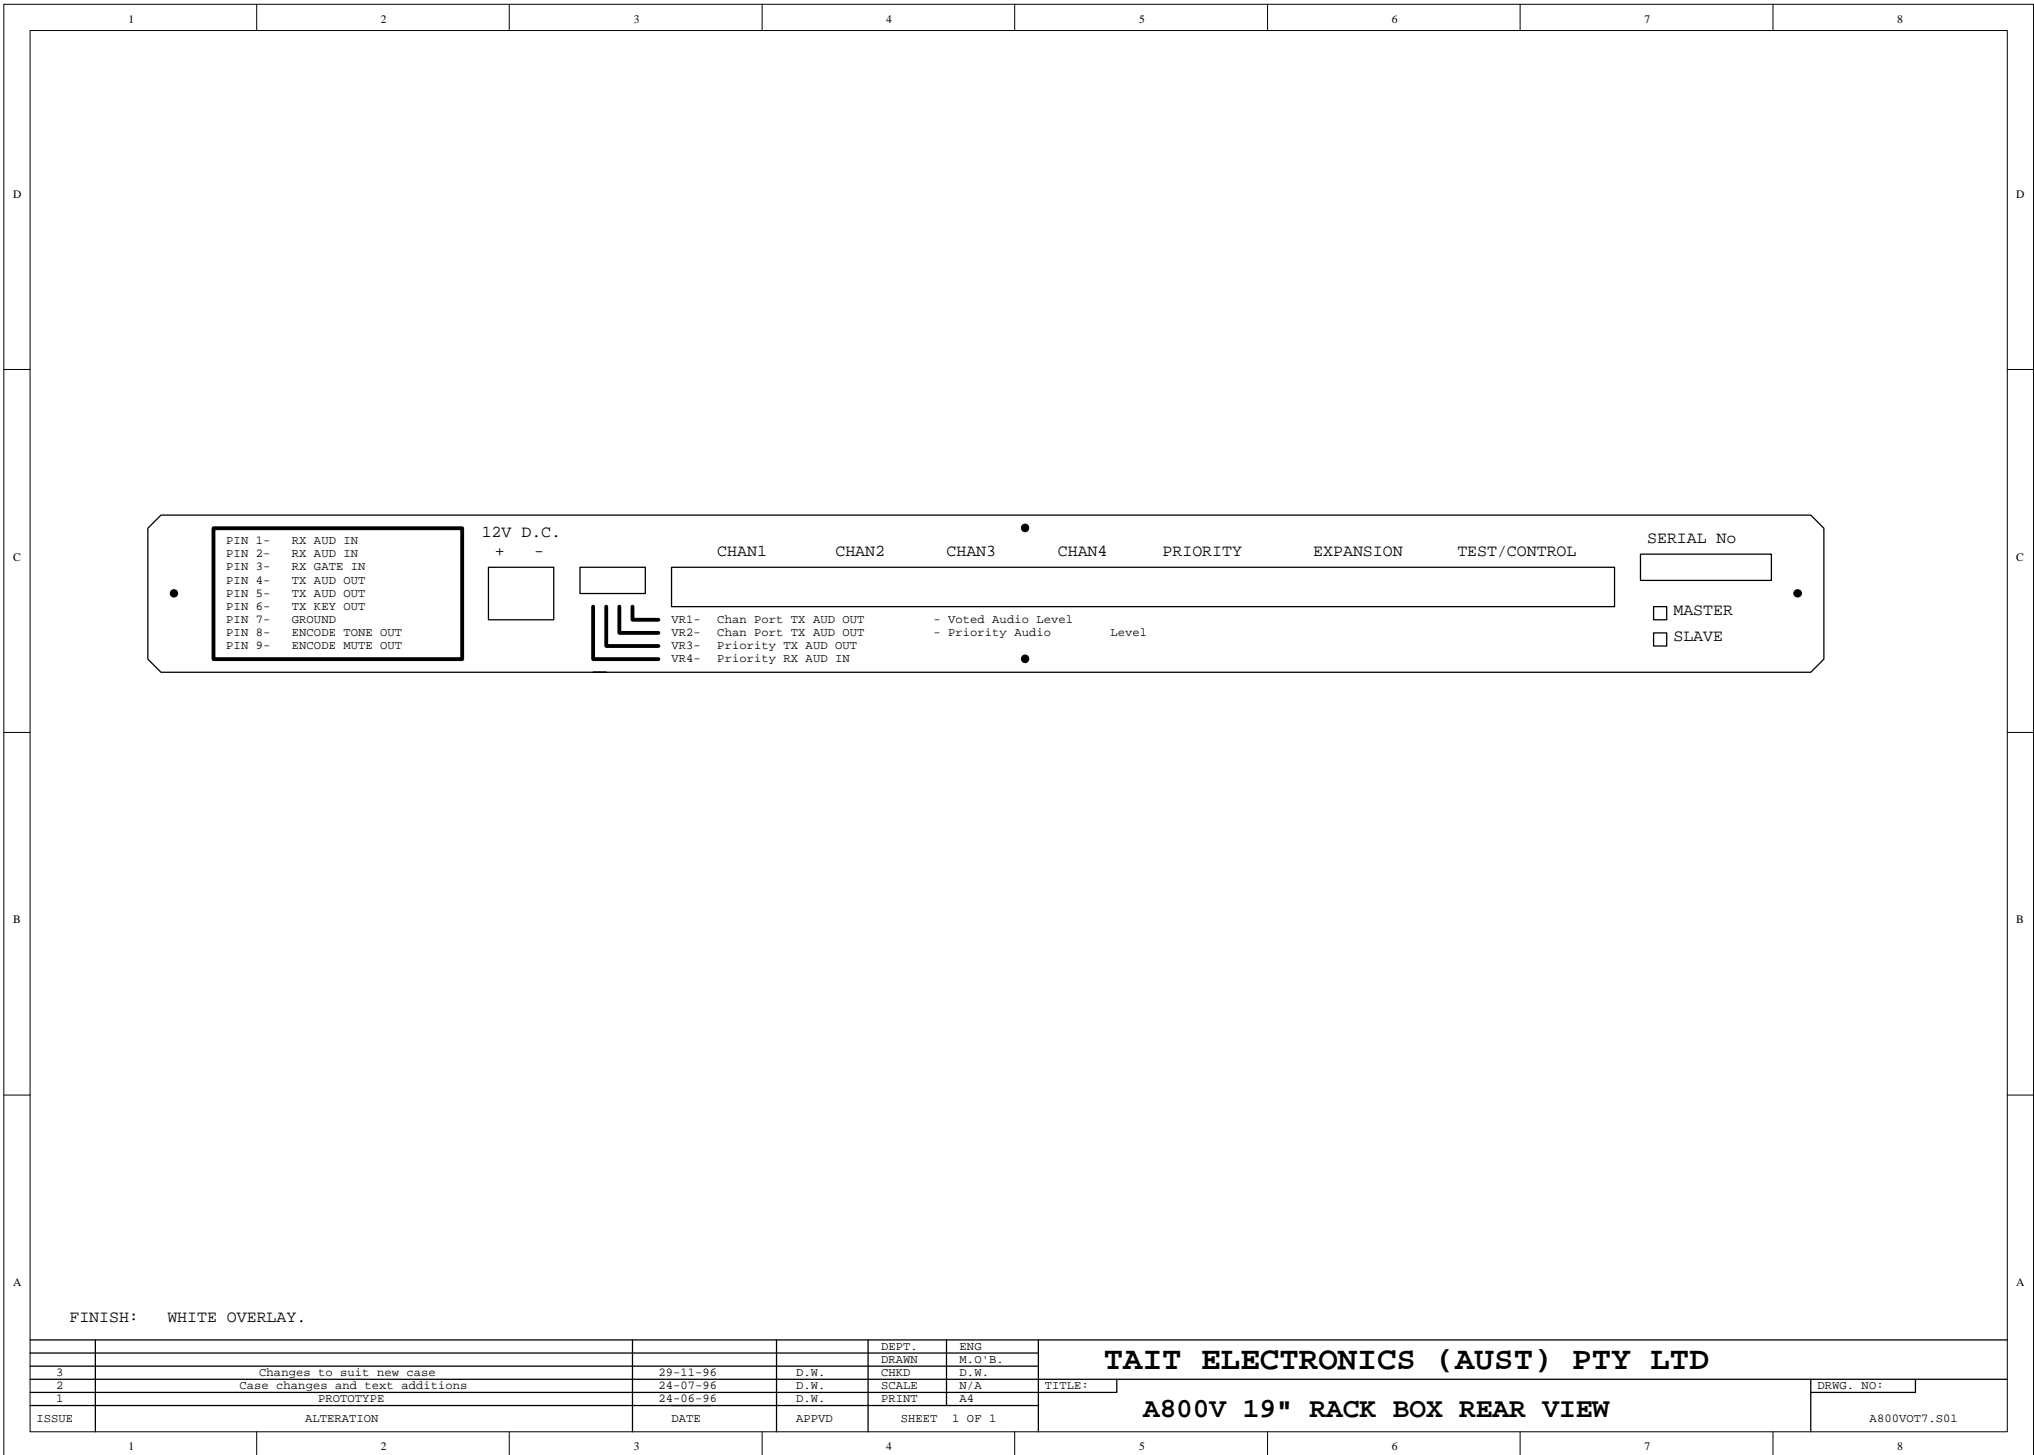 1 2 3 4 5 6 7 8
D D
12V D.C.
+ -
PIN 1- RX AUD IN
PIN 2- RX AUD IN
PIN 3- RX GATE IN
PIN 4- TX AUD OUT
PIN 5- TX AUD OUT
PIN 6- TX KEY OUT
PIN 7- GROUND
PIN 8- ENCODE TONE OUT
PIN 9- ENCODE MUTE OUT
CHAN1 CHAN2 CHAN3 CHAN4 PRIORITY EXPANSION TEST/CONTROL
SERIAL No
MASTER
SLAVE
VR1- Chan Port TX AUD OUT - Voted Audio Level
VR2- Chan Port TX AUD OUT - Priority Audio Level
VR3- Priority TX AUD OUT
VR4- Priority RX AUD IN
C C
B B
A A
FINISH: WHITE OVERLAY.
DEPT. ENG
DRAWN M.O'B.
3 Changes to suit new case 29-11-96 D.W. CHKD D.W.
2 Case changes and text additions 24-07-96 D.W. SCALE N/A
1 PROTOTYPE 24-06-96 D.W. PRINT A4
ISSUE ALTERATION DATE APPVD SHEET 1 OF 1
TAIT ELECTRONICS (AUST) PTY LTD
TITLE:
A800V 19" RACK BOX REAR VIEW
DRWG. NO:
A800VOT7.S01
1 2 3 4 5 6 7 8